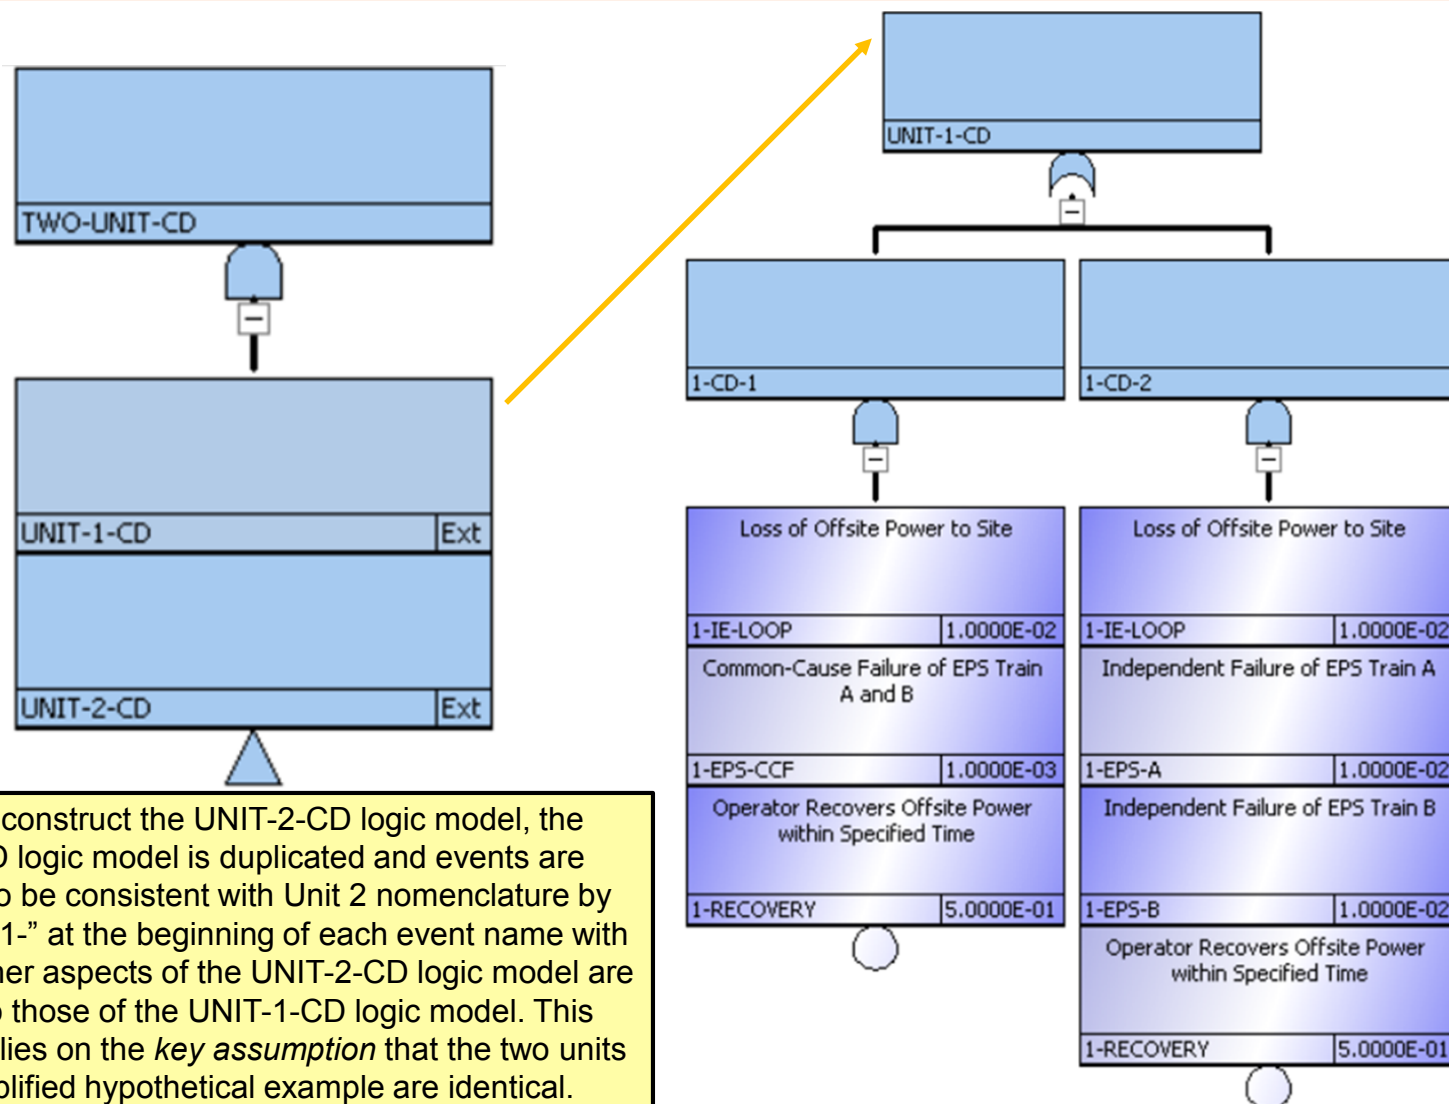 TWO-UNIT-CD
UNIT-1-CD Ext
UNIT-2-CD Ext
construct the UNIT-2-CD logic model, the
logic model is duplicated and events are
be consistent with Unit 2 nomenclature by
1-” at the beginning of each event name with
aspects of the UNIT-2-CD logic model are
those of the UNIT-1-CD logic model. This
on the key assumption that the two units
hypothetical example are identical.
UNIT-1-CD
1-CD-1
Loss of Offsite Power to Site
1-IE-LOOP 1.0000E-02
Common-Cause Failure of EPS Train
A and B
1-EPS-CCF 1.0000E-03
Operator Recovers Offsite Power
within Specified Time
1-RECOVERY 5.0000E-01
1-CD-2
Loss of Offsite Power to Site
1-IE-LOOP 1.0000E-02
Independent Failure of EPS Train A
1-EPS-A 1.0000E-02
Independent Failure of EPS Train B
1-EPS-B 1.0000E-02
Operator Recovers Offsite Power
within Specified Time
1-RECOVERY 5.0000E-01